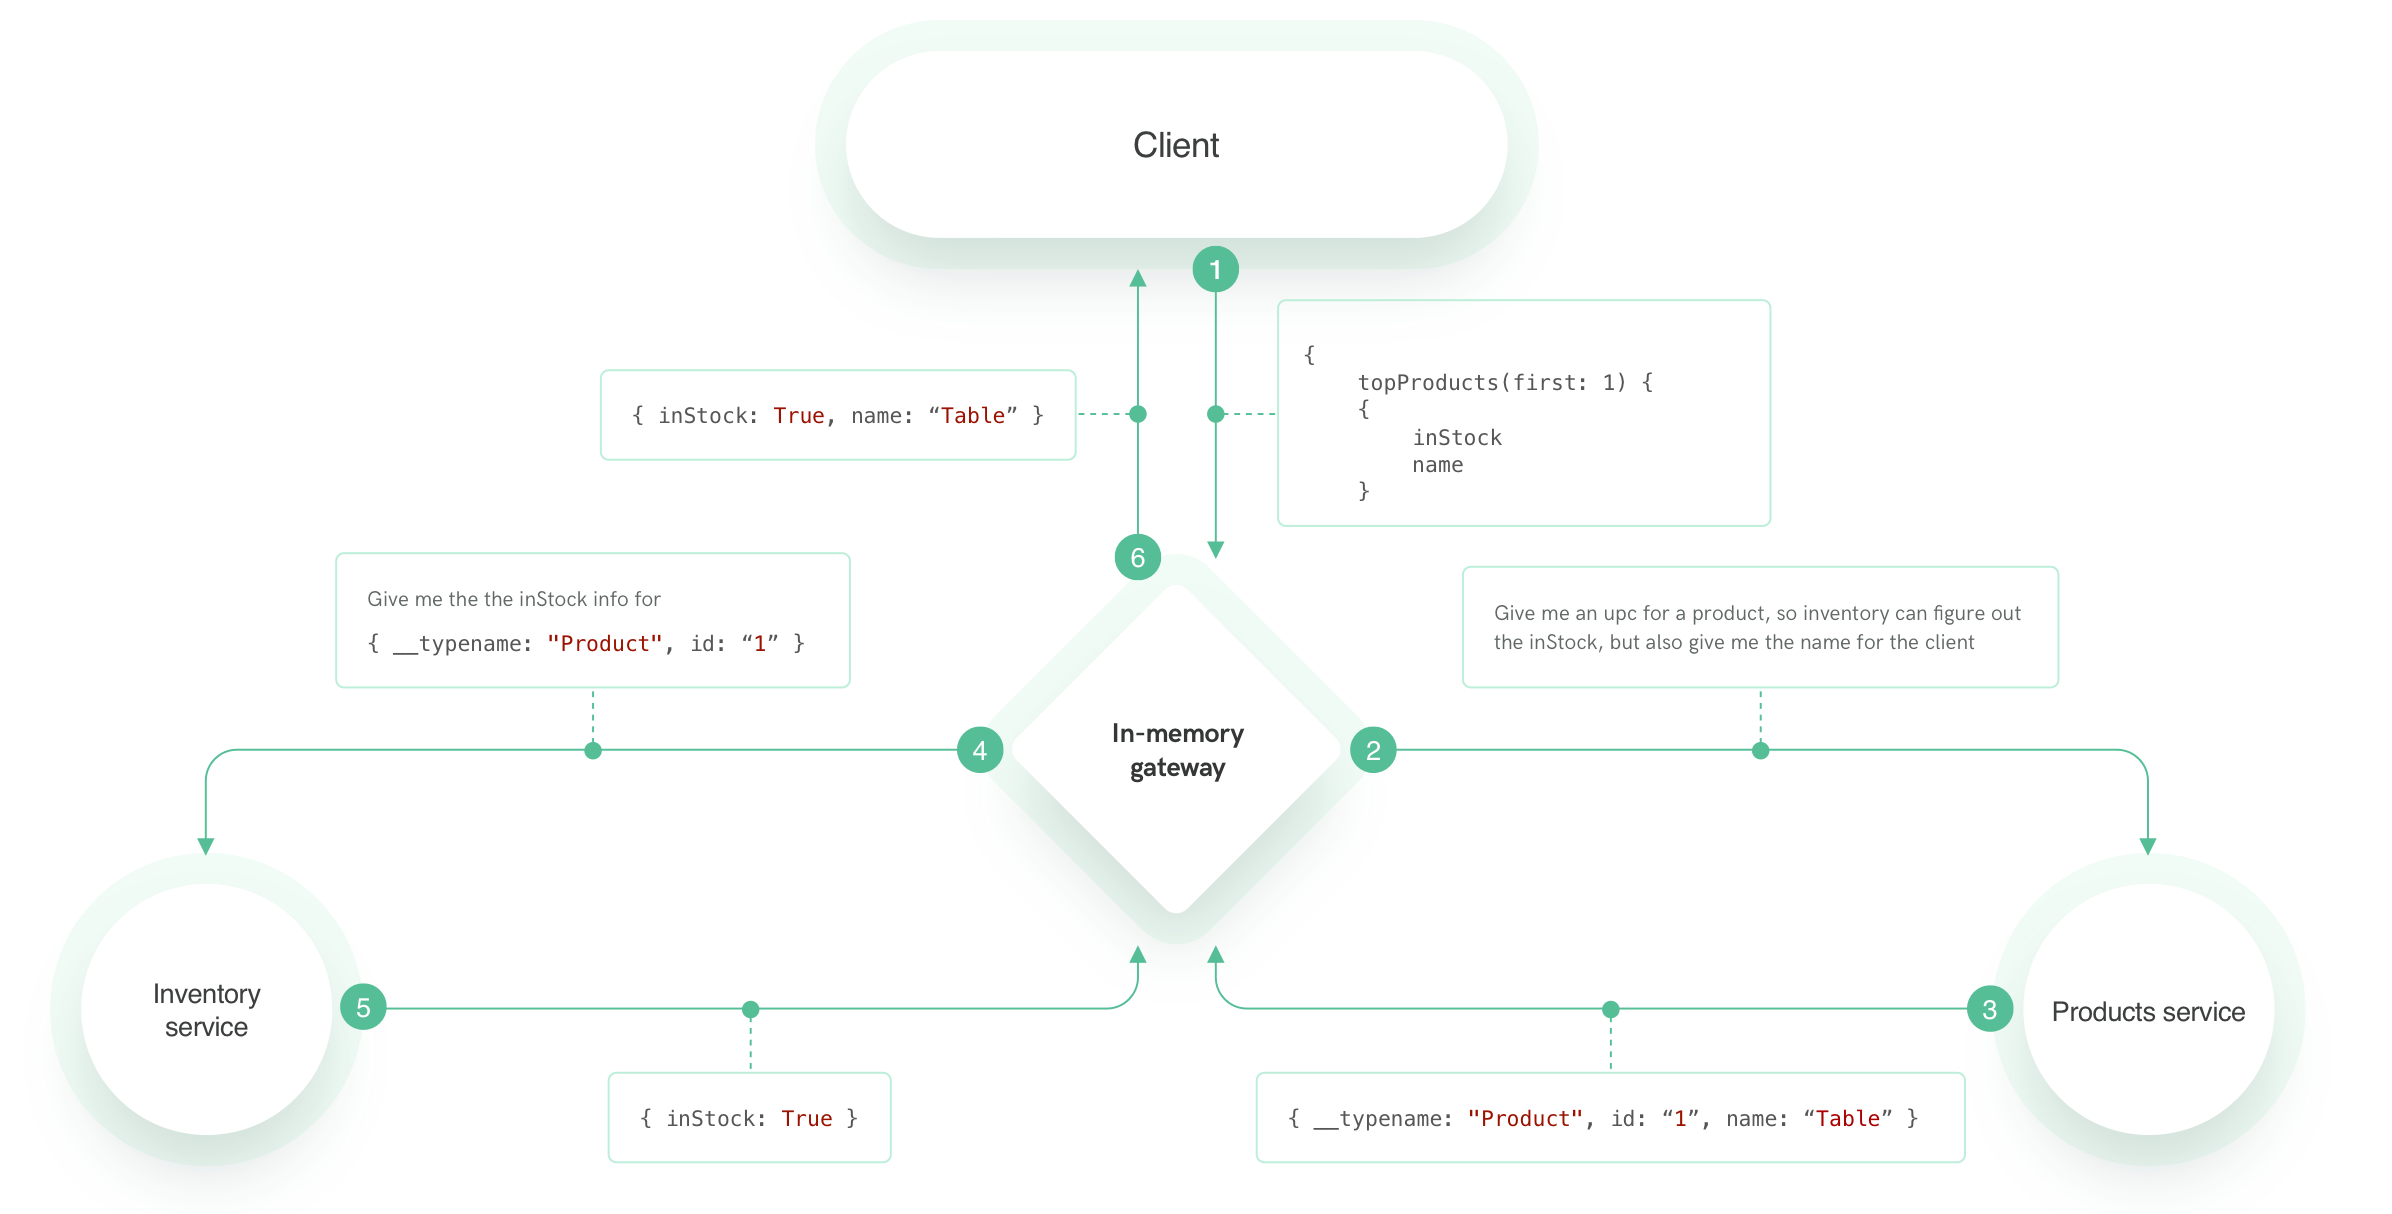 Client
1
{
topProducts(first: 1) {
{
inStock
name
}
{ inStock: True, name: “Table” }
6
Give me the the inStock info for
{ __typename: "Product", id: “1” }
Give me an upc for a product, so inventory can figure out
the inStock, but also give me the name for the client
4
In-memory
gateway
2
Inventory
service
5
3
Products service
{ inStock: True }
{ __typename: "Product", id: “1”, name: “Table” }